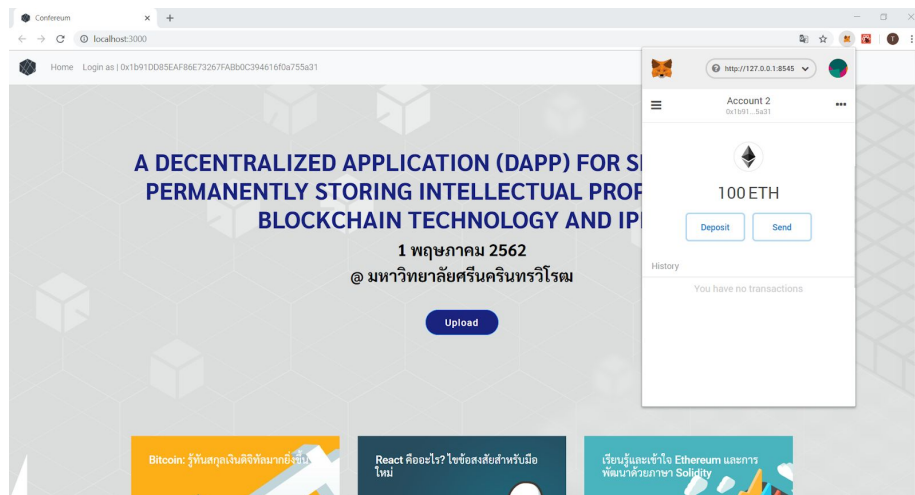 Confereum
localhost:3000
T
Home Login as | 0x1b91DD85EAF86E73267FABb0C394616f0a755a31
http://127.0.0.1:8545
Account 2
0x1b91...5a31
100 ETH
Deposit Send
History
You have no transactions
A DECENTRALIZED APPLICATION (DAPP) FOR
PERMANENTLY STORING INTELLECTUAL PROP
BLOCKCHAIN TECHNOLOGY AND IP
1 พฤษภาคม 2562
@ มหาวิทยาลัยศรีนครินทรวิโรฒ
Upload
Bitcoin: รู้ทันสกุลเงินดิจิทัลมากยิ่งขึ้น
React คืออะไร? ไขข้อสงสัยสำหรับมือ
ใหม่
เรียนรู้และเข้าใจ Ethereum และการ
พัฒนาด้วยภาษา Solidity